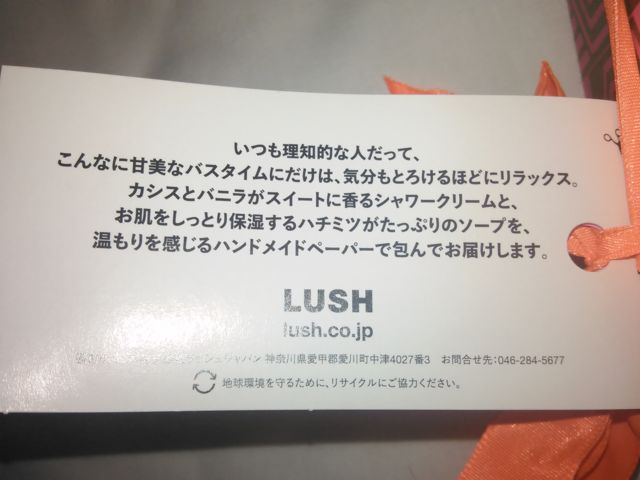 いつも理知的な人だって、
こんなに甘美なバスタイムにだけは、気分もとろけるほどにリラックス。
カシスとバニラがスイートに香るシャワークリームと、
お肌をしっとり保湿するハチミツがたっぷりのソープを、
温もりを感じるハンドメイドペーパーで包んでお届けします。
LUSH
lush.co.jp
ラッシュジャパン 神奈川県愛甲郡愛川町中津4027番3 お問合せ先:046-284-5677
地球環境を守るために、リサイクルにご協力ください。